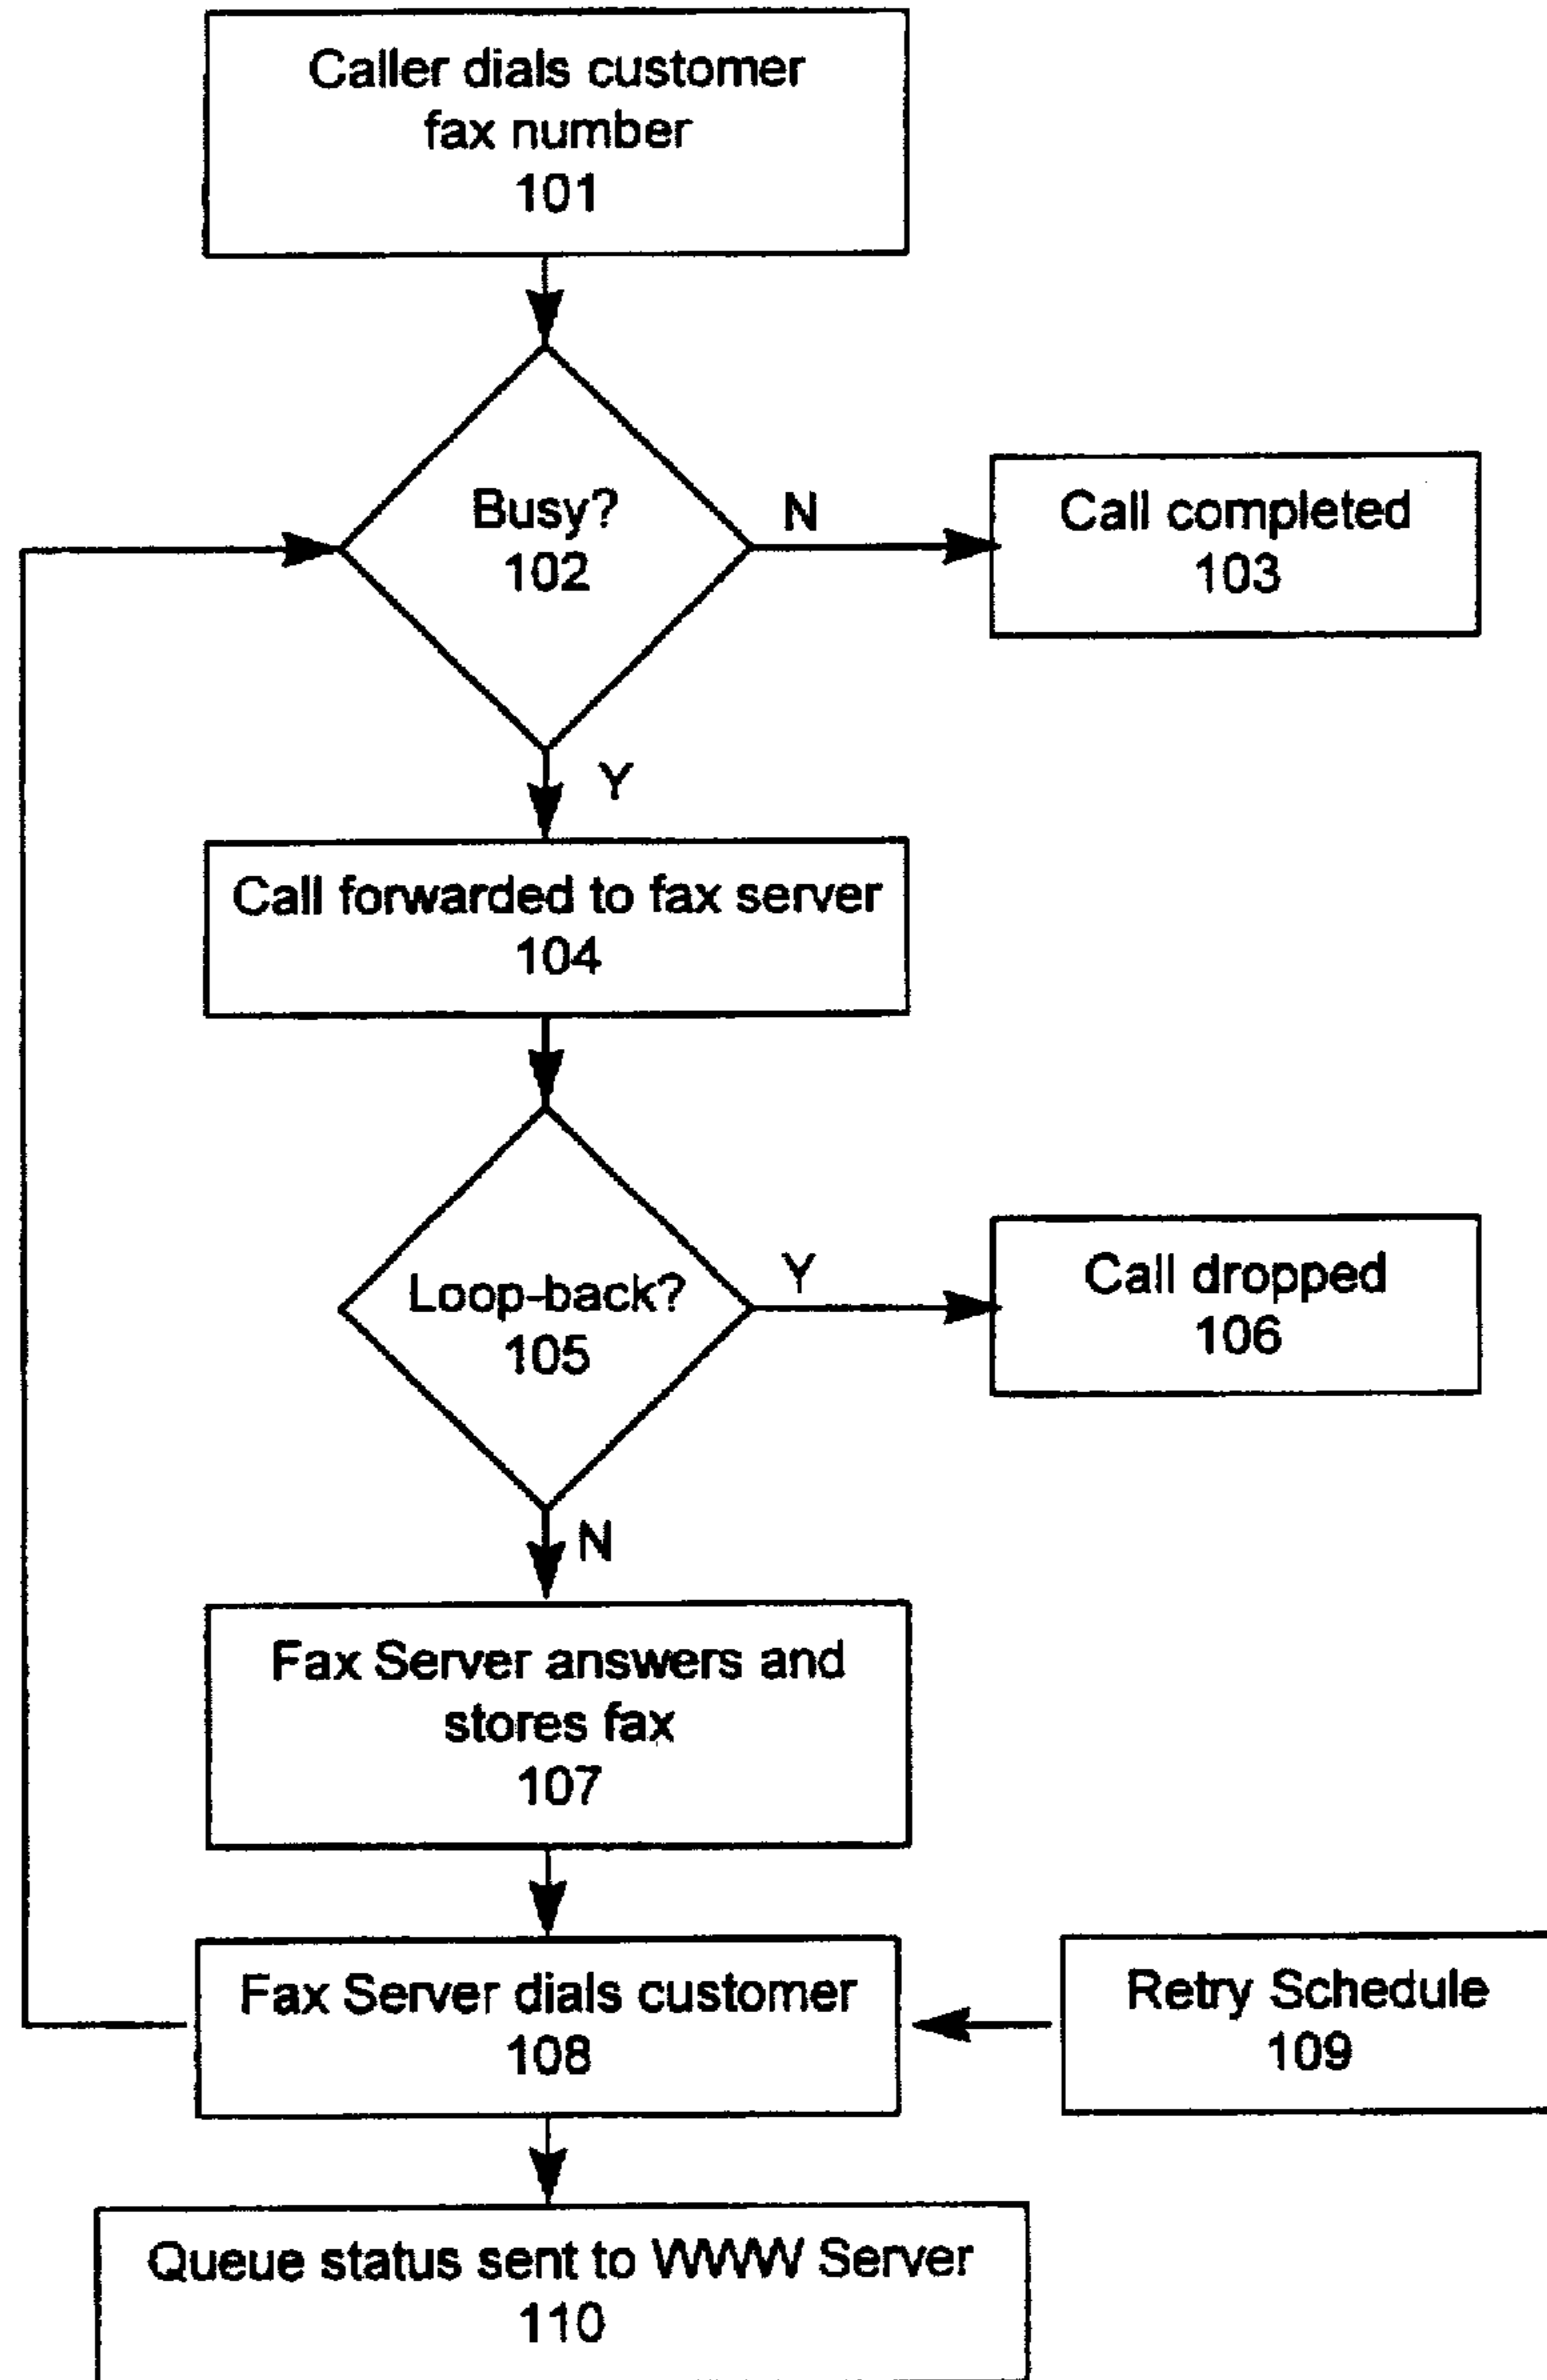 Caller dials customer
fax number
101
Busy?
102
N
Call completed
103
Y
Call forwarded to fax server
104
Loop-back?
105
Y
Call dropped
106
N
Fax Server answers and
stores fax
107
Fax Server dials customer
108
Retry Schedule
109
Queue status sent to WWW Server
110